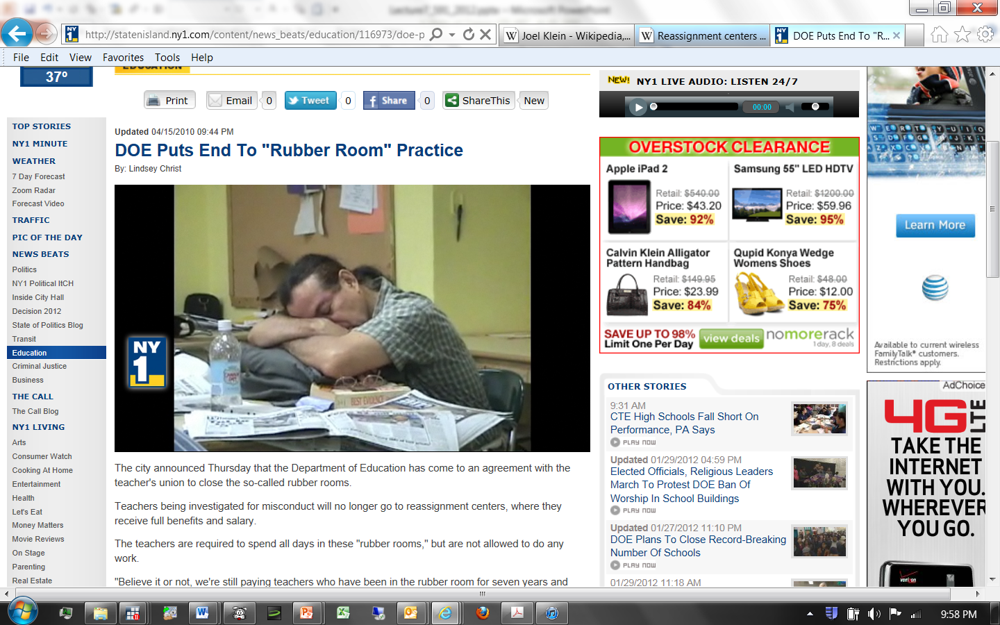 Lecture7_591_2012.pptx - Microsoft PowerPoint
http://statenisland.ny1.com/content/news_beats/education/116973/doe-p
W Joel Klein - Wikipedia,...
W Reassignment centers ...
NY 1 DOE Puts End To "R...
File Edit View Favorites Tools Help
37º
EDUCATION
Print
Email 0
Tweet 0
f Share 0
ShareThis New
TOP STORIES
NY1 MINUTE
WEATHER
7 Day Forecast
Zoom Radar
Forecast Video
TRAFFIC
PIC OF THE DAY
NEWS BEATS
Politics
NY1 Political ItCH
Inside City Hall
Decision 2012
State of Politics Blog
Transit
Education
Criminal Justice
Business
THE CALL
The Call Blog
NY1 LIVING
Arts
Consumer Watch
Cooking At Home
Entertainment
Health
Let's Eat
Money Matters
Movie Reviews
On Stage
Parenting
Real Estate
Updated 04/15/2010 09:44 PM
DOE Puts End To "Rubber Room" Practice
By: Lindsey Christ
NY
1
BEST EVIDENCE
The city announced Thursday that the Department of Education has come to an agreement with the
teacher's union to close the so-called rubber rooms.
Teachers being investigated for misconduct will no longer go to reassignment centers, where they
receive full benefits and salary.
The teachers are required to spend all days in these "rubber rooms," but are not allowed to do any
work.
"Believe it or not, we're still paying teachers who have been in the rubber room for seven years and
NEW! NY1 LIVE AUDIO: LISTEN 24/7
00:00
OVERSTOCK CLEARANCE
Apple iPad 2
Retail: $540.00
Price: $43.20
Save: 92%
Samsung 55" LED HDTV
Retail: $1200.00
Price: $59.96
Save: 95%
Calvin Klein Alligator
Pattern Handbag
Retail: $149.95
Price: $23.99
Save: 84%
Qupid Konya Wedge
Womens Shoes
Retail: $48.00
Price: $12.00
Save: 75%
SAVE UP TO 98%
Limit One Per Day
view deals
nomorerack
1 day, 8 deals
OTHER STORIES
9:31 AM
CTE High Schools Fall Short On
Performance, PA Says
PLAY NOW
Updated 01/29/2012 04:59 PM
Elected Officials, Religious Leaders
March To Protest DOE Ban Of
Worship In School Buildings
PLAY NOW
Updated 01/27/2012 11:10 PM
DOE Plans To Close Record-Breaking
Number Of Schools
PLAY NOW
01/29/2012 11:18 AM
Learn More
Available to current wireless
FamilyTalk® customers.
Restrictions apply.
AdChoice
4G LTE
TAKE THE
INTERNET
WITH YOU.
WHEREVER
YOU GO.
verizon
9:58 PM